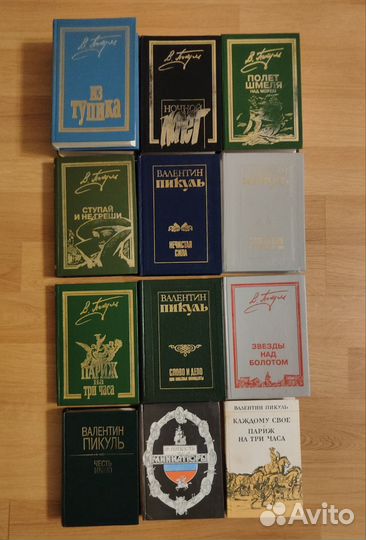 В. Пикуль
ИЗ
ТУПИКА
В. Пикуль
НОЧНОЙ
ПОЛЕТ
В. Пикуль
ПОЛЕТ
ШМЕЛЯ
НАД МОРЕМ
В. Пикуль
СТУПАЙ
И НЕ ГРЕШИ
ВАЛЕНТИН
ПИКУЛЬ
НЕЧИСТАЯ
СИЛА
В. Пикуль
ПАРИЖ
НА
ТРИ ЧАСА
ВАЛЕНТИН
ПИКУЛЬ
СЛОВО И ДЕЛО
В. Пикуль
ЗВЕЗДЫ НАД
БОЛОТОМ
ВАЛЕНТИН
ПИКУЛЬ
ЧЕСТЬ
ИМЕЮ
В. ПИКУЛЬ
МИНИАТЮРЫ
ВАЛЕНТИН ПИКУЛЬ
КАЖДОМУ СВОЕ
ПАРИЖ
НА ТРИ ЧАСА
Avito